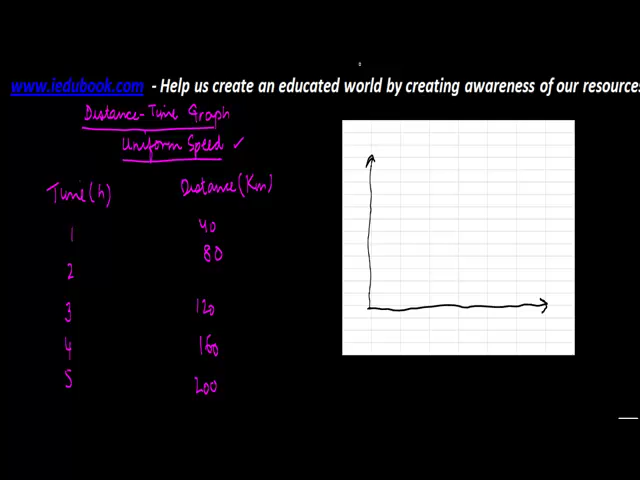 www.iedubook.com - Help us create an educated world by creating awareness of our resources
Distance-Time Graph
Uniform Speed ✓
Time(h) Distance(Km)
1 40
2 80
3 120
4 160
5 200